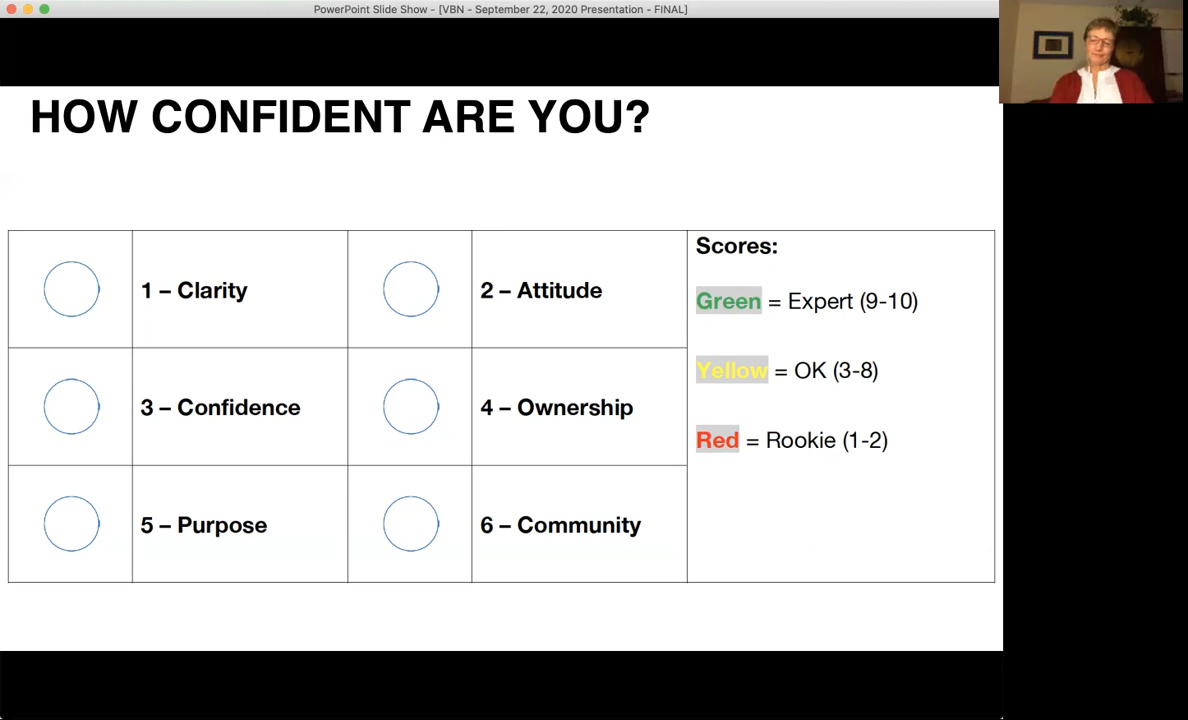 PowerPoint Slide Show - [VBN - September 22, 2020 Presentation - FINAL]
HOW CONFIDENT ARE YOU?
1 – Clarity
2 – Attitude
3 – Confidence
4 – Ownership
5 – Purpose
6 – Community
Scores:
Green = Expert (9-10)
Yellow = OK (3-8)
Red = Rookie (1-2)